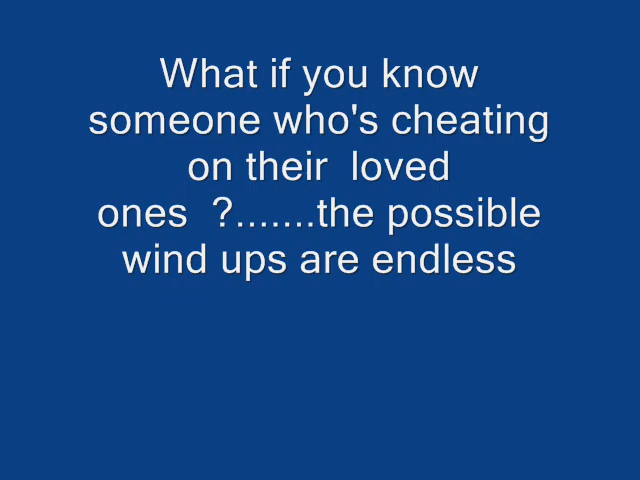 What if you know
someone who's cheating
on their  loved
ones  ?.......the possible
wind ups are endless